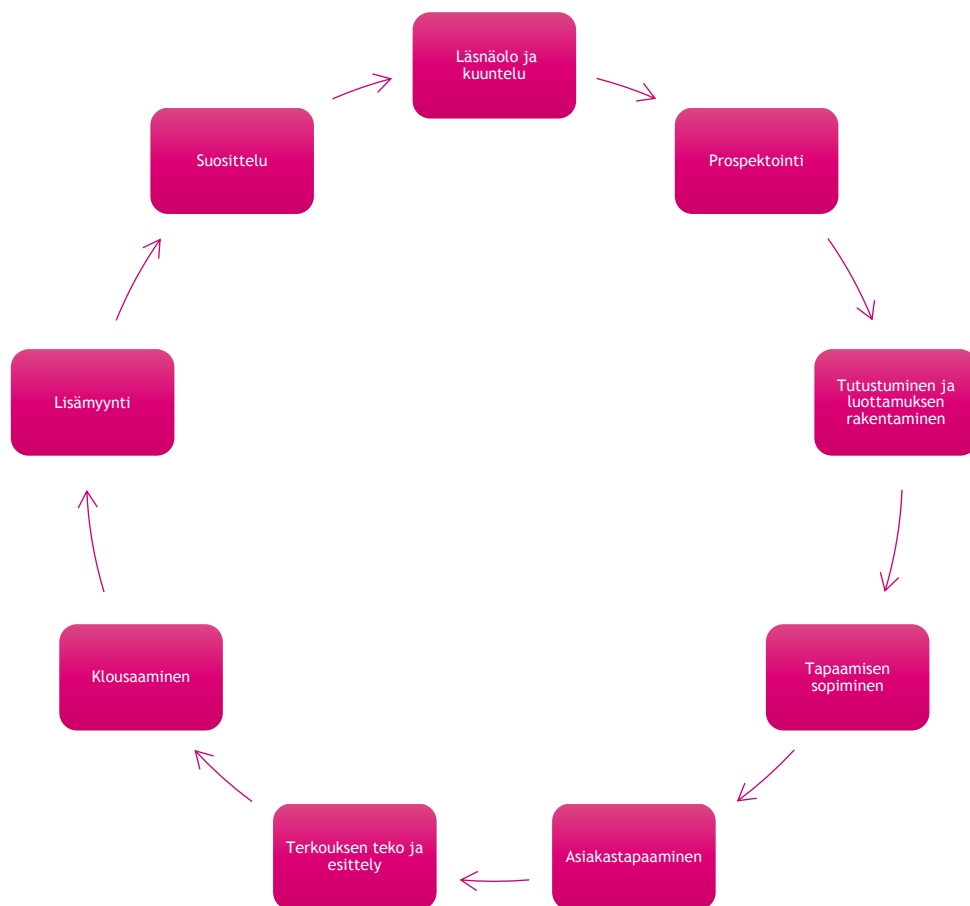 Läsnäolo ja
kuuntelu
Prospektointi
Tutustuminen ja
luottamuksen
rakentaminen
Tapaamisen
sopiminen
Asiakastapaaminen
Terkouksen teko ja
esittely
Klousaaminen
Lisämyynti
Suosittelu